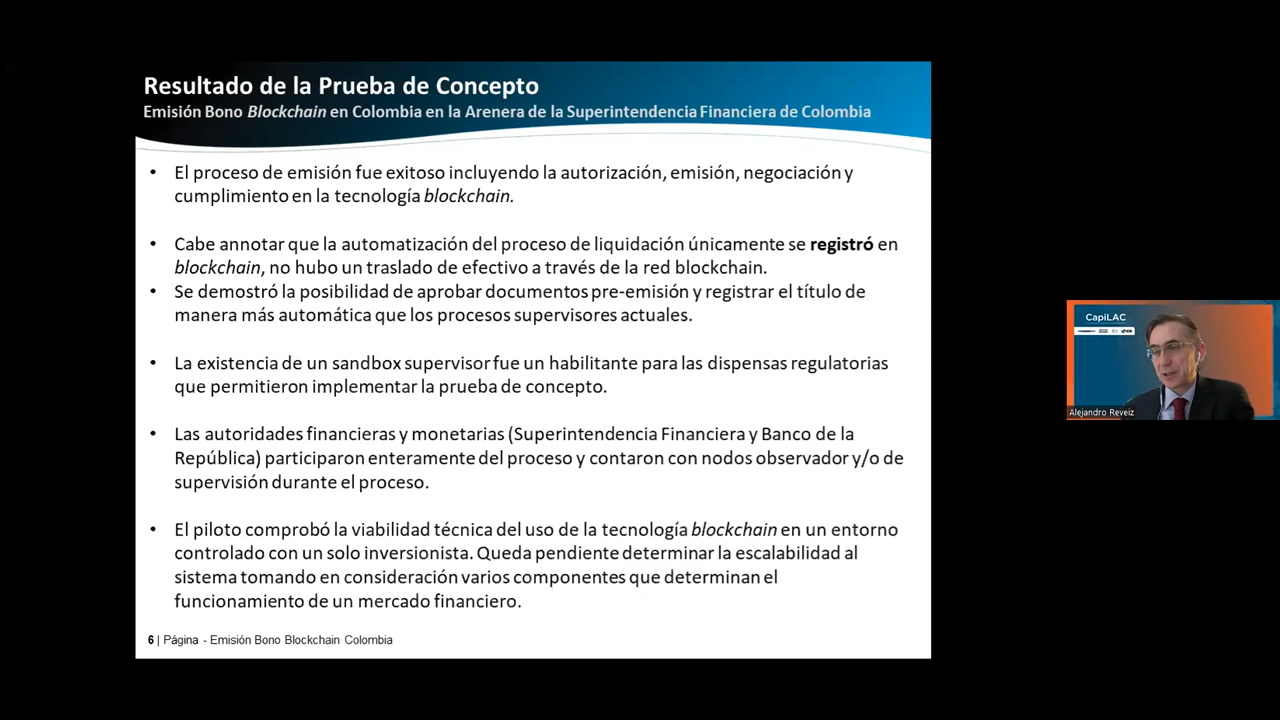 Resultado de la Prueba de Concepto
Emisión Bono Blockchain en Colombia en la Arenera de la Superintendencia Financiera de Colombia
• El proceso de emisión fue exitoso incluyendo la autorización, emisión, negociación y
cumplimiento en la tecnología blockchain.
• Cabe annotar que la automatización del proceso de liquidación únicamente se registró en
blockchain, no hubo un traslado de efectivo a través de la red blockchain.
• Se demostró la posibilidad de aprobar documentos pre-emisión y registrar el título de
manera más automática que los procesos supervisores actuales.
• La existencia de un sandbox supervisor fue un habilitante para las dispensas regulatorias
que permitieron implementar la prueba de concepto.
• Las autoridades financieras y monetarias (Superintendencia Financiera y Banco de la
República) participaron enteramente del proceso y contaron con nodos observador y/o de
supervisión durante el proceso.
• El piloto comprobó la viabilidad técnica del uso de la tecnología blockchain en un entorno
controlado con un solo inversionista. Queda pendiente determinar la escalabilidad al
sistema tomando en consideración varios componentes que determinan el
funcionamiento de un mercado financiero.
6 | Página - Emisión Bono Blockchain Colombia
CapiLAC
Alejandro Reveiz